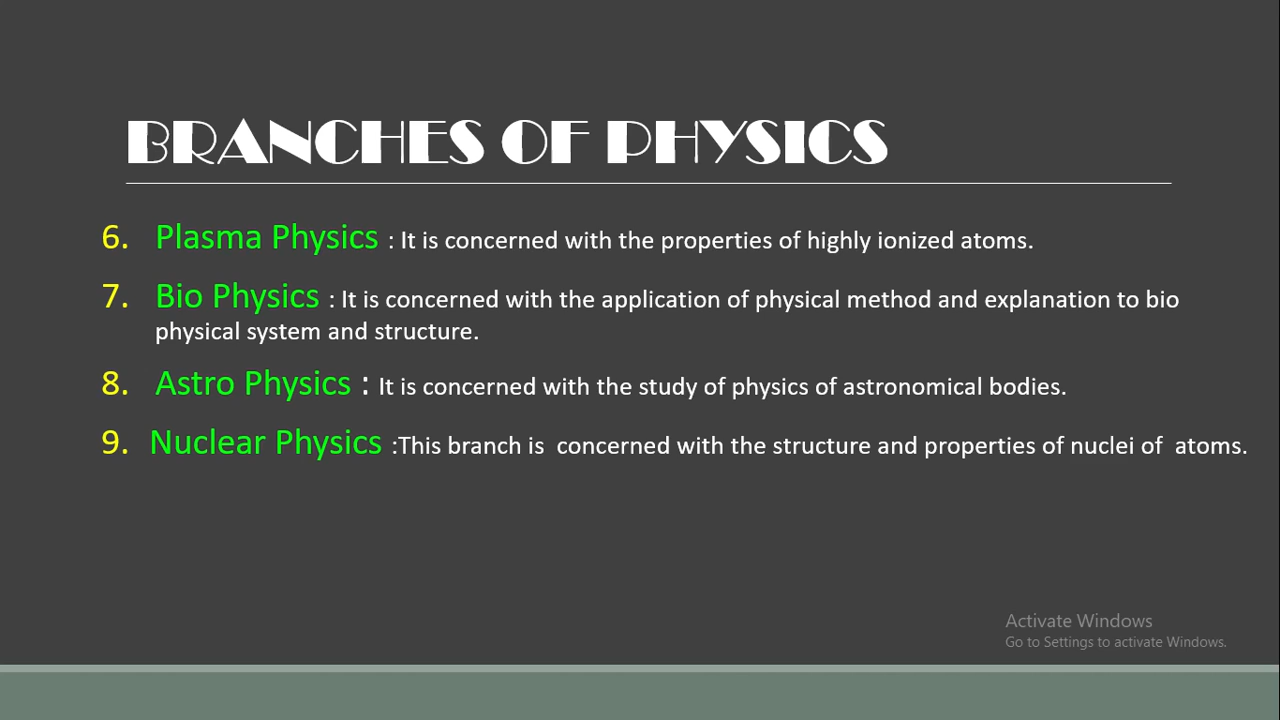 BRANCHES OF PHYSICS
6. Plasma Physics : It is concerned with the properties of highly ionized atoms.
7. Bio Physics : It is concerned with the application of physical method and explanation to bio
physical system and structure.
8. Astro Physics : It is concerned with the study of physics of astronomical bodies.
9. Nuclear Physics :This branch is  concerned with the structure and properties of nuclei of  atoms.
Activate Windows
Go to Settings to activate Windows.